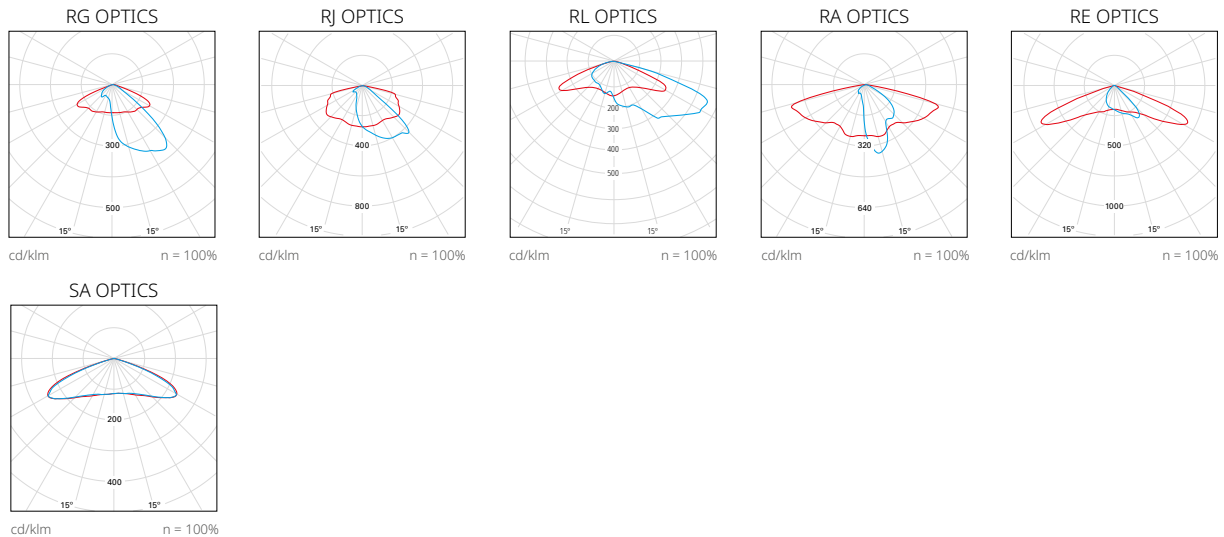 RG OPTICS
300
500
15° 15°
cd/klm n = 100%
RJ OPTICS
400
800
15° 15°
cd/klm n = 100%
RL OPTICS
200
300
400
500
15° 15°
cd/klm n = 100%
RA OPTICS
320
640
15° 15°
cd/klm n = 100%
RE OPTICS
500
1000
15° 15°
cd/klm n = 100%
SA OPTICS
200
400
15° 15°
cd/klm n = 100%